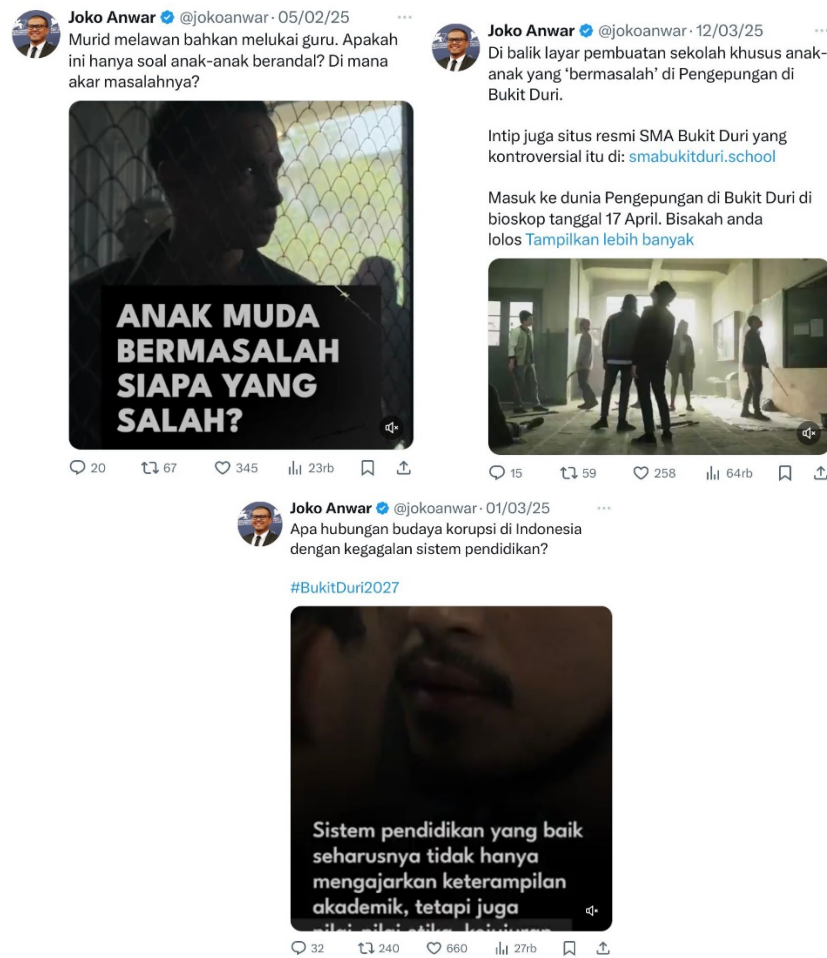 Joko Anwar @jokoanwar · 05/02/25
Murid melawan bahkan melukai guru. Apakah
ini hanya soal anak-anak berandal? Di mana
akar masalahnya?
ANAK MUDA
BERMASALAH
SIAPA YANG
SALAH?
20 67 345 23rb
Joko Anwar @jokoanwar · 12/03/25
Di balik layar pembuatan sekolah khusus anak-
anak yang ‘bermasalah’ di Pengepungan di
Bukit Duri.
Intip juga situs resmi SMA Bukit Duri yang
kontroversial itu di: smabukitduri.school
Masuk ke dunia Pengepungan di Bukit Duri di
bioskop tanggal 17 April. Bisakah anda
lolos Tampilkan lebih banyak
15 59 258 64rb
Joko Anwar @jokoanwar · 01/03/25
Apa hubungan budaya korupsi di Indonesia
dengan kegagalan sistem pendidikan?
#BukitDuri2027
Sistem pendidikan yang baik
seharusnya tidak hanya
mengajarkan keterampilan
akademik, tetapi juga
nilai-nilai etika, kejujuran
32 240 660 27rb